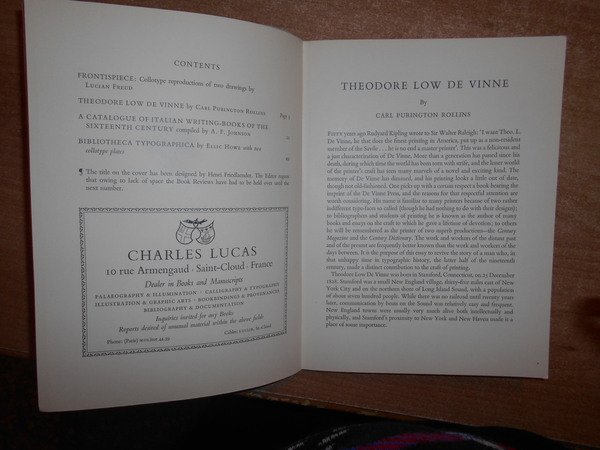 CONTENTS
FRONTISPIECE: Collotype reproductions of two drawings by
Lucian Freud
THEODORE LOW DE VINNE by Carl Purington Rollins Page 1
A CATALOGUE OF ITALIAN WRITING-BOOKS OF THE
SIXTEENTH CENTURY compiled by A. F. Johnson
BIBLIOTHECA TYPOGRAPHICA by Ellic Howe with two
collotype plates
¶ The title on the cover has been designed by Henri Friedlaender. The Editor regrets
that owing to lack of space the Book Reviews have had to be held over until the
next number.
CHARLES LUCAS
10 rue Armengaud · Saint-Cloud · France
Dealer in Books and Manuscripts
PALAEOGRAPHY & ILLUMINATION · CALLIGRAPHY & TYPOGRAPHY
ILLUSTRATION & GRAPHIC ARTS · BOOKBINDINGS & PROVENANCES
BIBLIOGRAPHY & DOCUMENTATION
Inquiries invited for any Books
Reports desired of unusual material within the above fields
Phone: (Paris) MOL.
THEODORE LOW DE VINNE
By
CARL PURINGTON ROLLINS
FIFTY years ago Rudyard Kipling wrote to Sir Walter Raleigh: 'I want Theo. L.
De Vinne, he that does the finest printing in America, put up as a non-resident
member of the Savile . . . he is no end a master printer'. This was a felicitous and
a just characterization of De Vinne. More than a generation has passed since his
death, during which time the world has been torn with strife, and the lesser world
of the printer's craft has seen many marvels of a novel and exciting kind. The
memory of De Vinne has dimmed, and his printing looks a little out of date,
though not old-fashioned. One picks up with a certain respect a book bearing the
imprint of the De Vinne Press, and the reasons for that respectful attention are
worth considering. His name is familiar to many printers because of two rather
indifferent type-faces so called (though he had nothing to do with their designs);
to bibliographers and students of printing he is known as the author of many
books and essays on the craft to which he gave a lifetime of devotion; to others
he will be remembered as the printer of two superb productions—the Century
Magazine and the Century Dictionary. The work and workers of the distant past
and of the present are frequently better known than the work and workers of the
days between. It is the purpose of this essay to revive the story of a man who, in
that unhappy time in typographic history, the latter half of the nineteenth
century, made a distinct contribution to the craft of printing.
Theodore Low De Vinne was born in Stamford, Connecticut, on 25 December
1828. Stamford was a small New England village, thirty-four miles east of New
York City and on the northern shore of Long Island Sound, with a population
of about seven hundred people. While there was no railroad until twenty years
later, communication by boats on the Sound was relatively easy and frequent.
New England towns were usually very much alive both intellectually and
physically, and Stamford's proximity to New York and New Haven made it a
place of some importance.